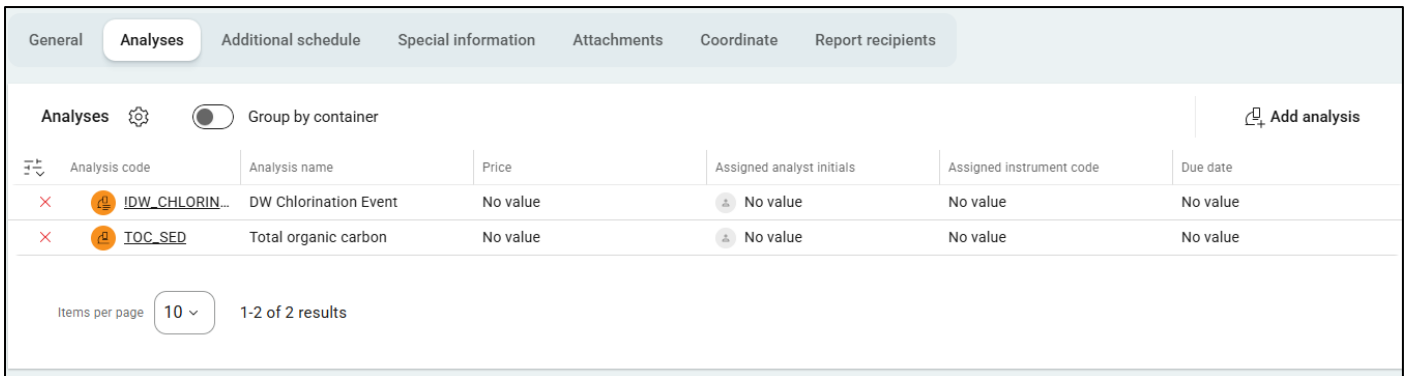 General Analyses Additional schedule Special information Attachments Coordinate Report recipients
Analyses Group by container Add analysis
Analysis code Analysis name Price Assigned analyst initials Assigned instrument code Due date
!DW_CHLORIN... DW Chlorination Event No value No value No value No value
TOC_SED Total organic carbon No value No value No value No value
Items per page 10 1-2 of 2 results